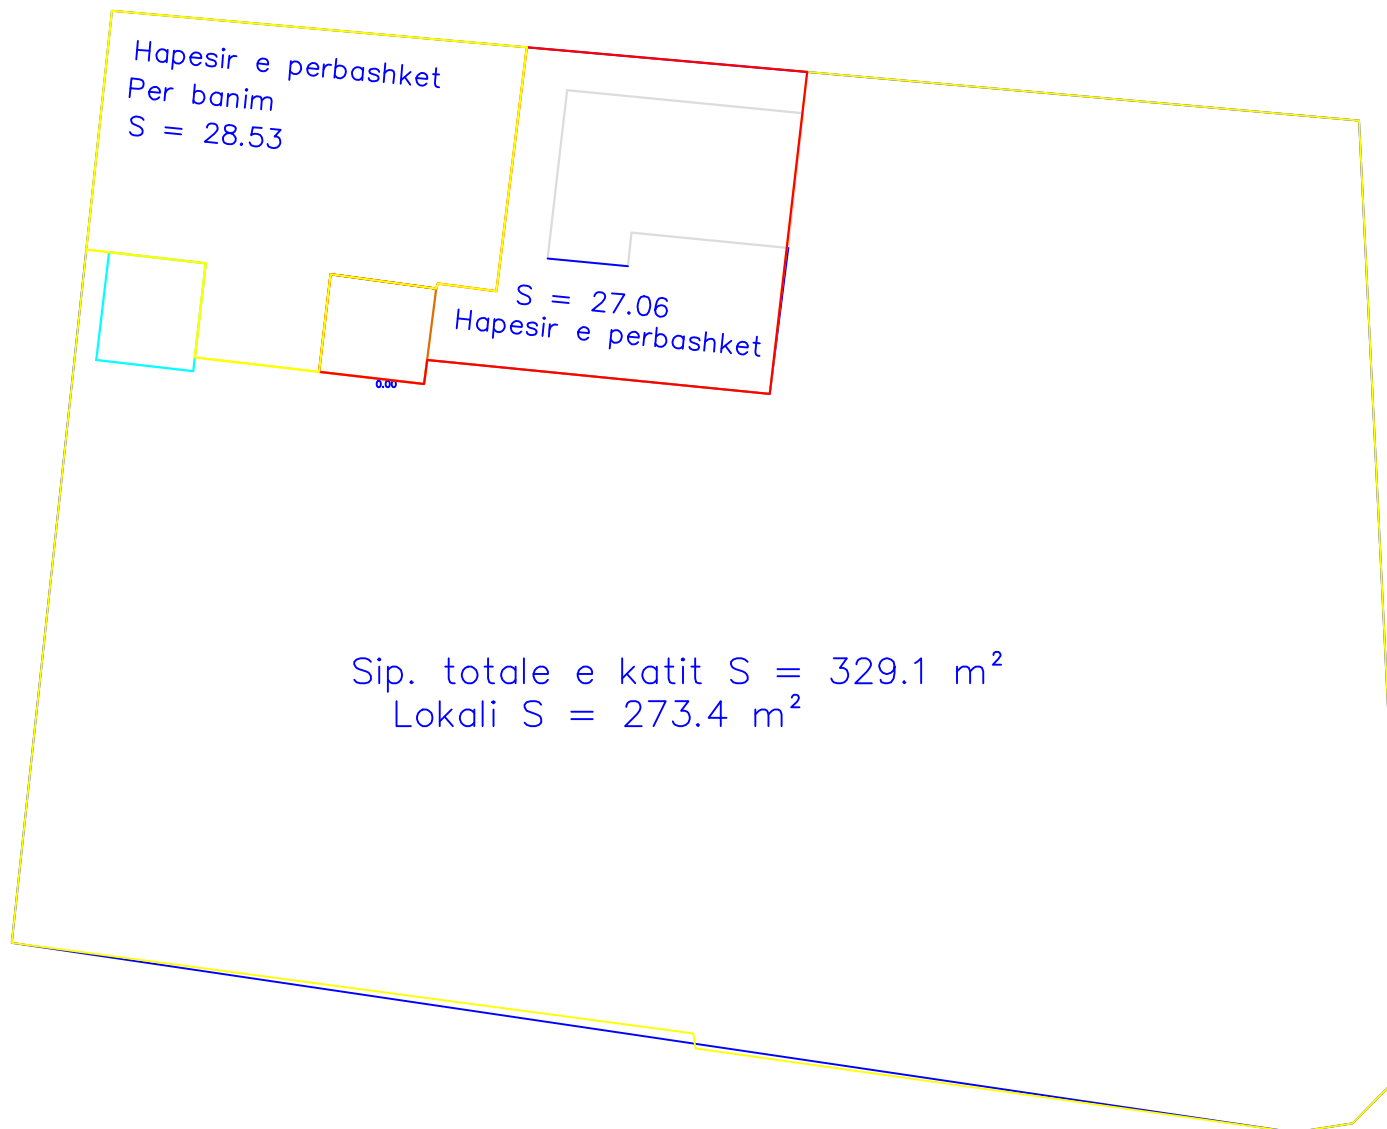 Hapesir e perbashket
Per banim
S = 28.53
S = 27.06
Hapesir e perbashket
0.00
Sip. totale e katit S = 329.1 m²
Lokali S = 273.4 m²